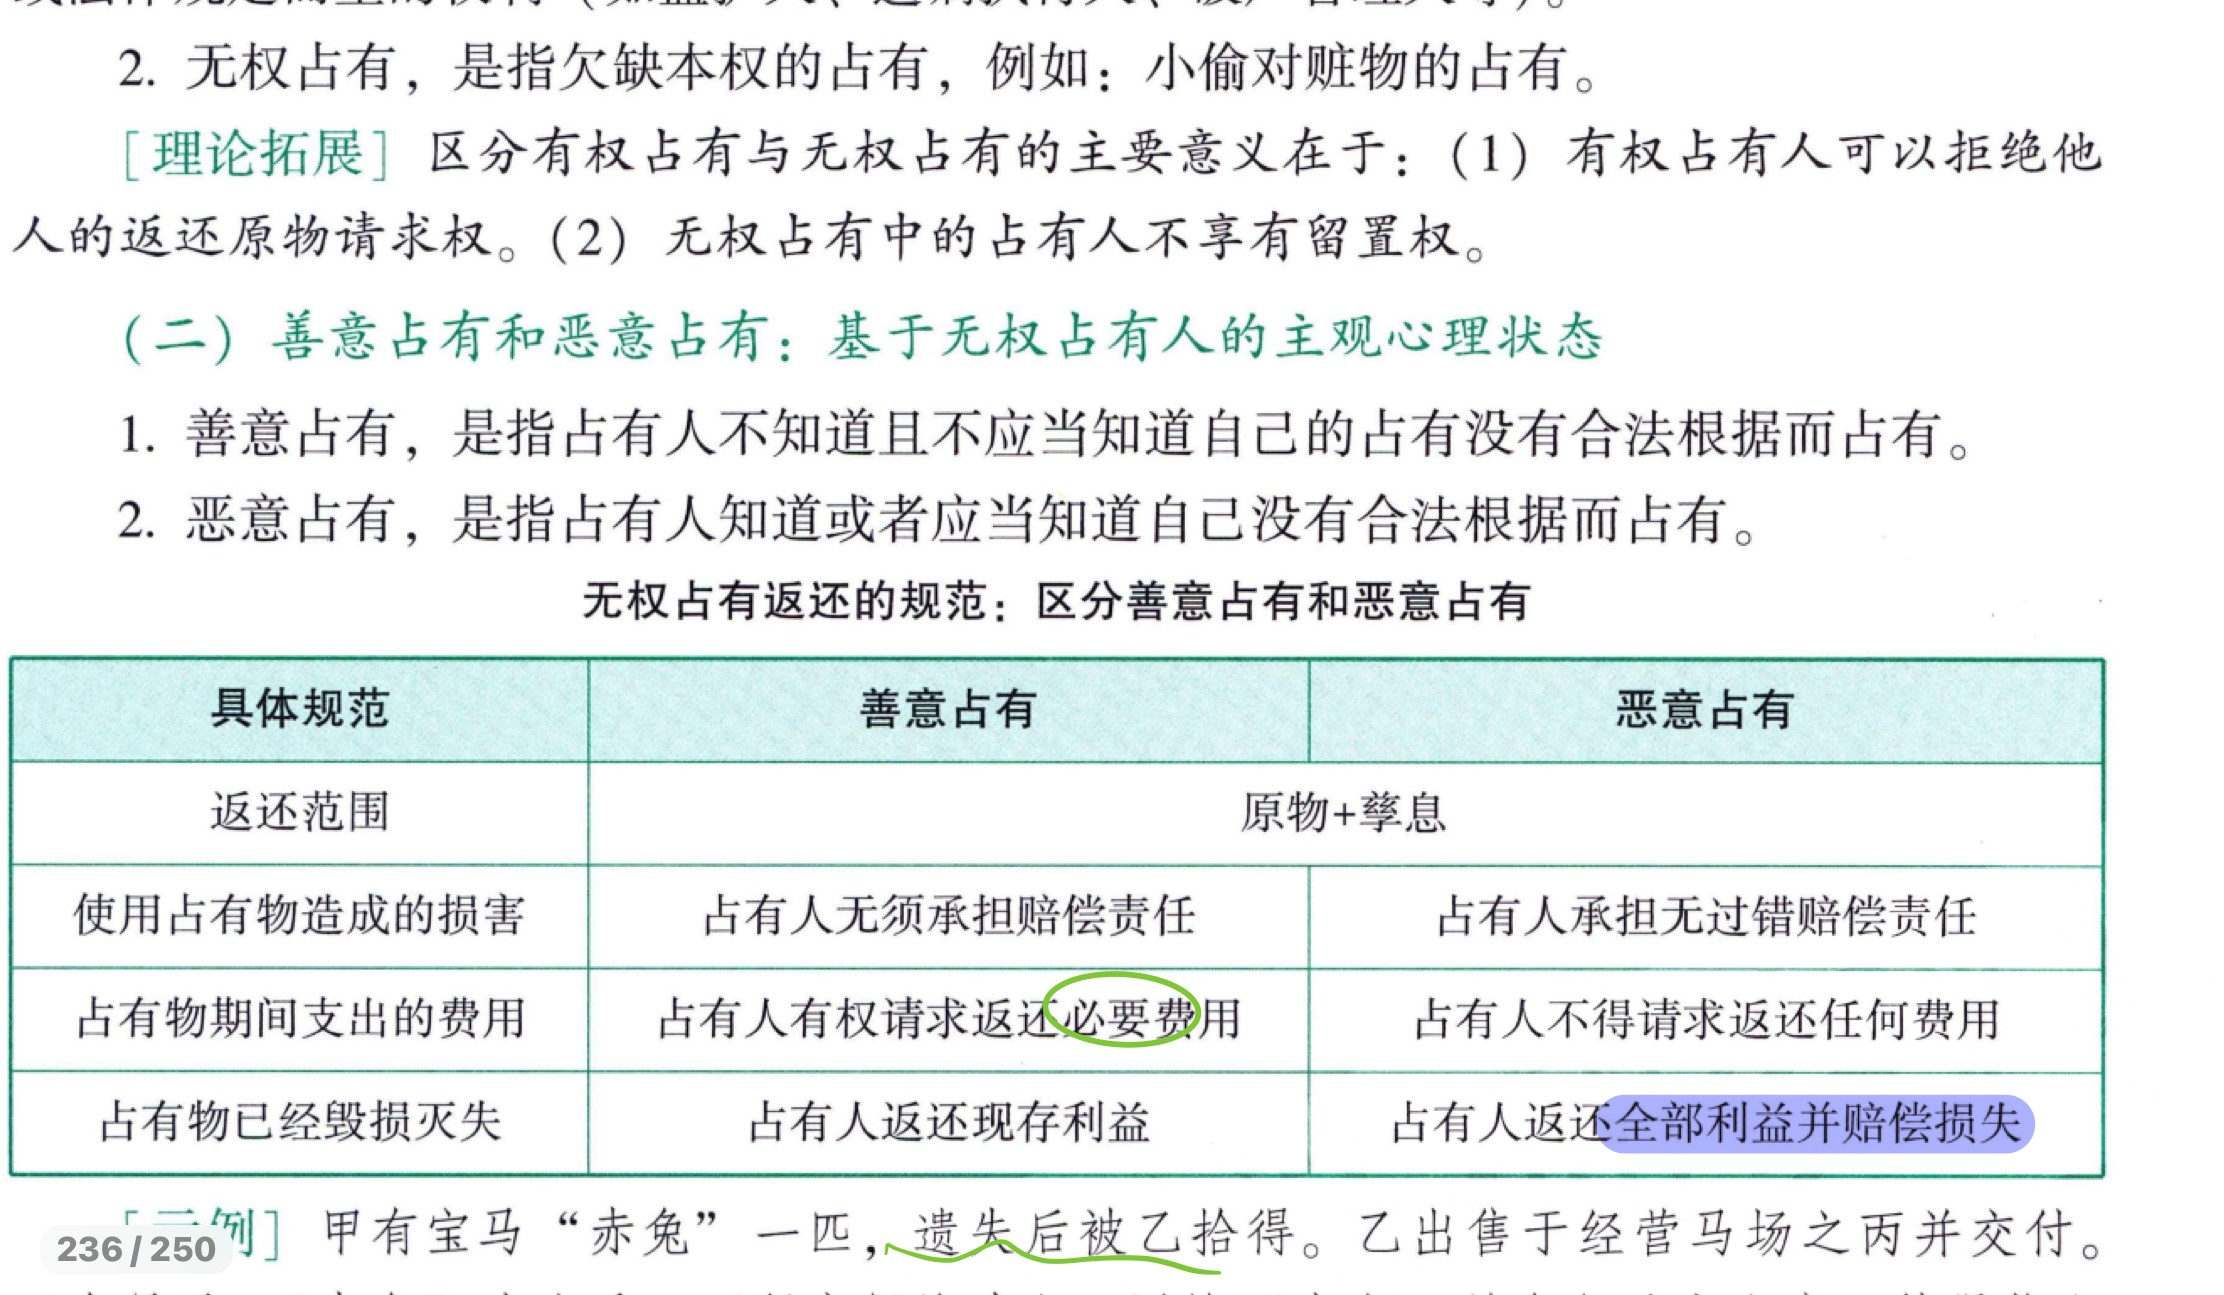 2. 无权占有，是指欠缺本权的占有，例如：小偷对赃物的占有。
［理论拓展］区分有权占有与无权占有的主要意义在于：（1）有权占有人可以拒绝他
人的返还原物请求权。（2）无权占有中的占有人不享有留置权。
（二）善意占有和恶意占有：基于无权占有人的主观心理状态
1. 善意占有，是指占有人不知道且不应当知道自己的占有没有合法根据而占有。
2. 恶意占有，是指占有人知道或者应当知道自己没有合法根据而占有。
无权占有返还的规范：区分善意占有和恶意占有
具体规范 善意占有 恶意占有
返还范围 原物+孳息
使用占有物造成的损害 占有人无须承担赔偿责任 占有人承担无过错赔偿责任
占有物期间支出的费用 占有人有权请求返还必要费用 占有人不得请求返还任何费用
占有物已经毁损灭失 占有人返还现存利益 占有人返还全部利益并赔偿损失
［示例］甲有宝马“赤兔”一匹，遗失后被乙拾得。乙出售于经营马场之丙并交付。
236 / 250